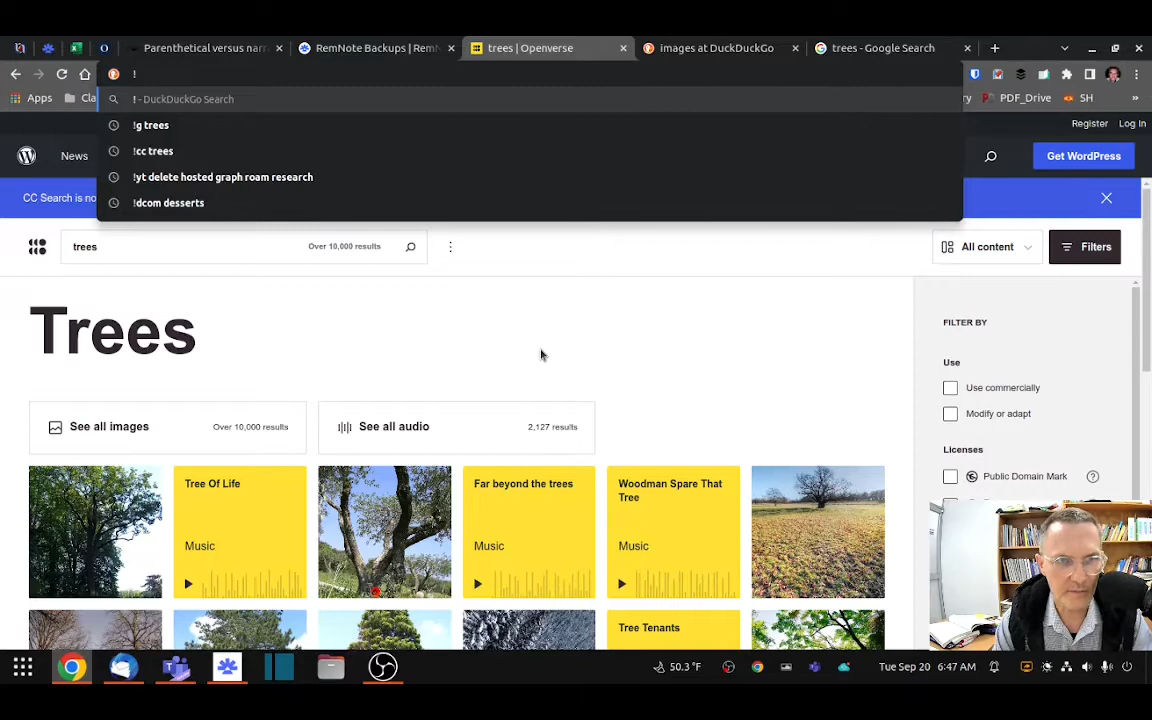 Parenthetical versus narr
RemNote Backups | RemN
trees | Openverse
images at DuckDuckGo
trees - Google Search
!
Apps
Cla
ry
PDF_Drive
SH
! - DuckDuckGo Search
!g trees
!cc trees
!yt delete hosted graph roam research
!dcom desserts
Register
Log In
News
Get WordPress
CC Search is no
trees
Over 10,000 results
All content
Filters
Trees
FILTER BY
Use
Use commercially
Modify or adapt
Licenses
Public Domain Mark
See all images
Over 10,000 results
See all audio
2,127 results
Tree Of Life
Music
Far beyond the trees
Music
Woodman Spare That
Tree
Music
Tree Tenants
50.3 °F
Tue Sep 20
6:47 AM